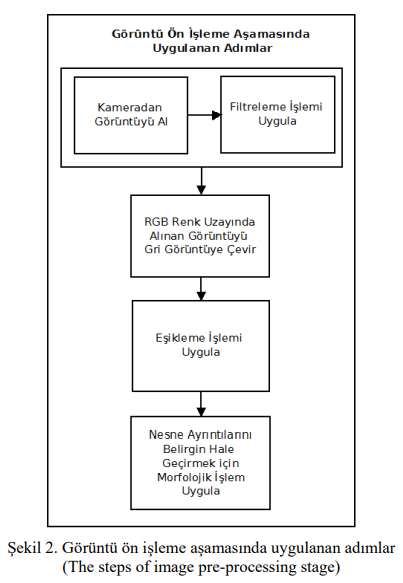 Görüntü Ön İşleme Aşamasında
Uygulanan Adımlar
Kameradan
Görüntüyü Al
Filtreleme İşlemi
Uygula
RGB Renk Uzayında
Alınan Görüntüyü
Gri Görüntüye Çevir
Eşikleme İşlemi
Uygula
Nesne Ayrıntılarını
Belirgin Hale
Geçirmek için
Morfolojik İşlem
Uygula
Şekil 2. Görüntü ön işleme aşamasında uygulanan adımlar
(The steps of image pre-processing stage)